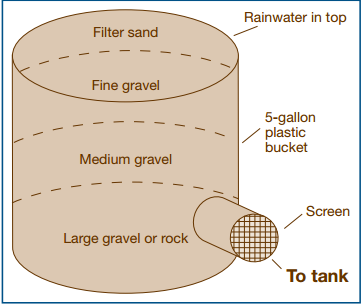 Filter sand
Rainwater in top
Fine gravel
5-gallon
plastic
bucket
Medium gravel
Screen
Large gravel or rock
To tank